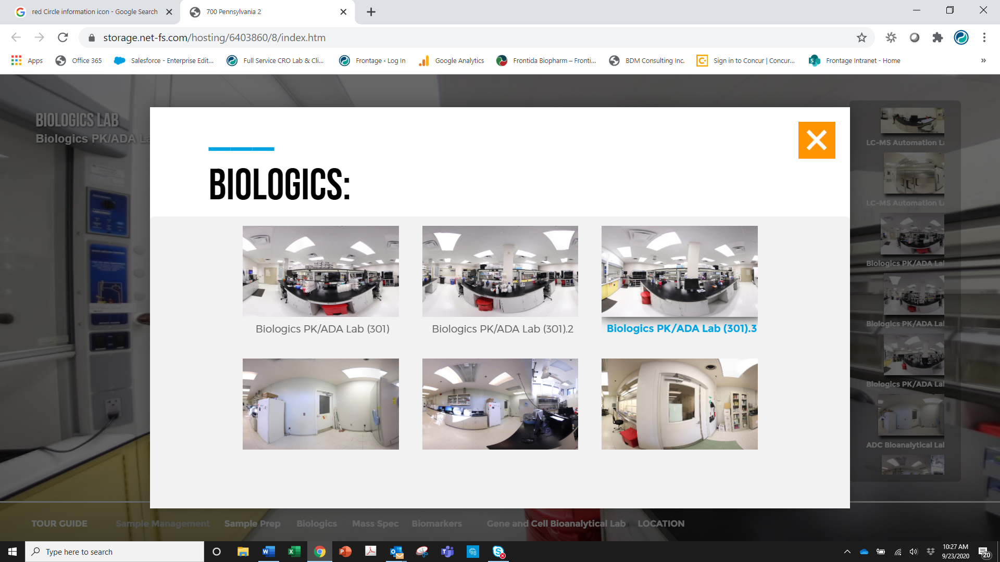 red Circle information icon - Google Search
700 Pennsylvania 2
storage.net-fs.com/hosting/6403860/8/index.htm
Apps
Office 365
Salesforce - Enterprise Edit...
Full Service CRO Lab & Cli...
Frontage ‹ Log In
Google Analytics
Frontida Biopharm – Fronti...
BDM Consulting Inc.
Sign in to Concur | Concur...
Frontage Intranet - Home
»
BIOLOGICS LAB
Biologics PK/ADA La
BIOLOGICS:
Biologics PK/ADA Lab (301)
Biologics PK/ADA Lab (301).2
Biologics PK/ADA Lab (301).3
LC-MS Automation La
LC-MS Automation La
Biologics PK/ADA Lal
Biologics PK/ADA Lal
Biologics PK/ADA Lal
ADC Bioanalytical Lal
TOUR GUIDE
Sample Management
Sample Prep
Biologics
Mass Spec
Biomarkers
Gene and Cell Bioanalytical Lab
LOCATION
Type here to search
10:27 AM
9/23/2020
20